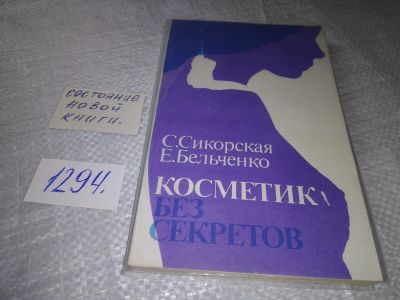 состояние
новой
книги.
1294.
С.Сикорская
Е.Бельченко
КОСМЕТИКА
БЕЗ
СЕКРЕТОВ